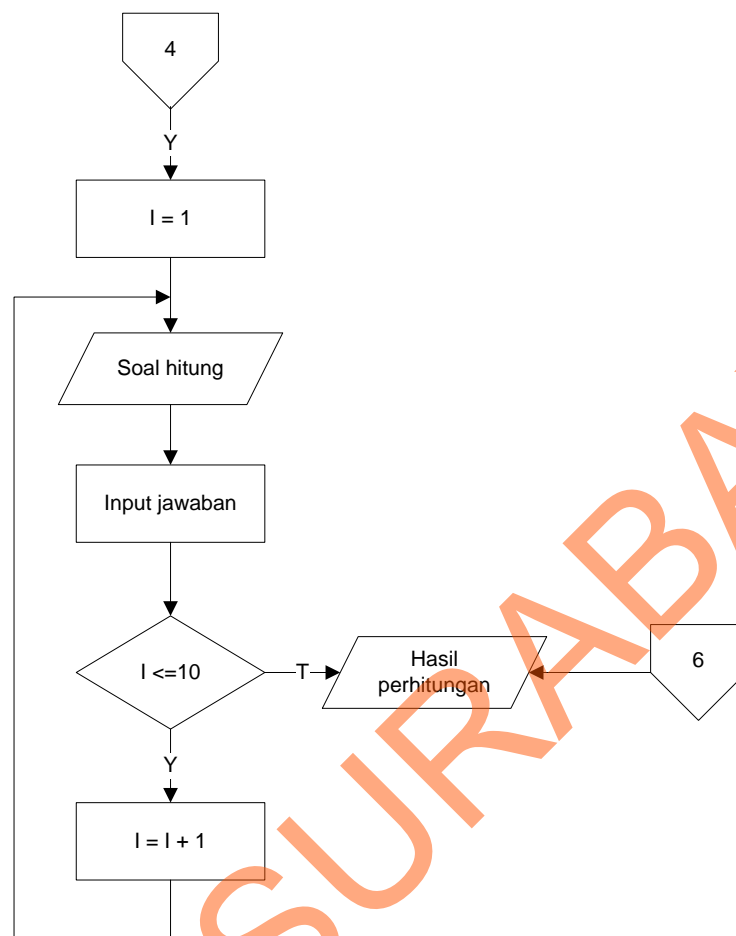 4
Y
I = 1
Soal hitung
Input jawaban
I <=10
T
Hasil
perhitungan
6
Y
I = I + 1
SURABA